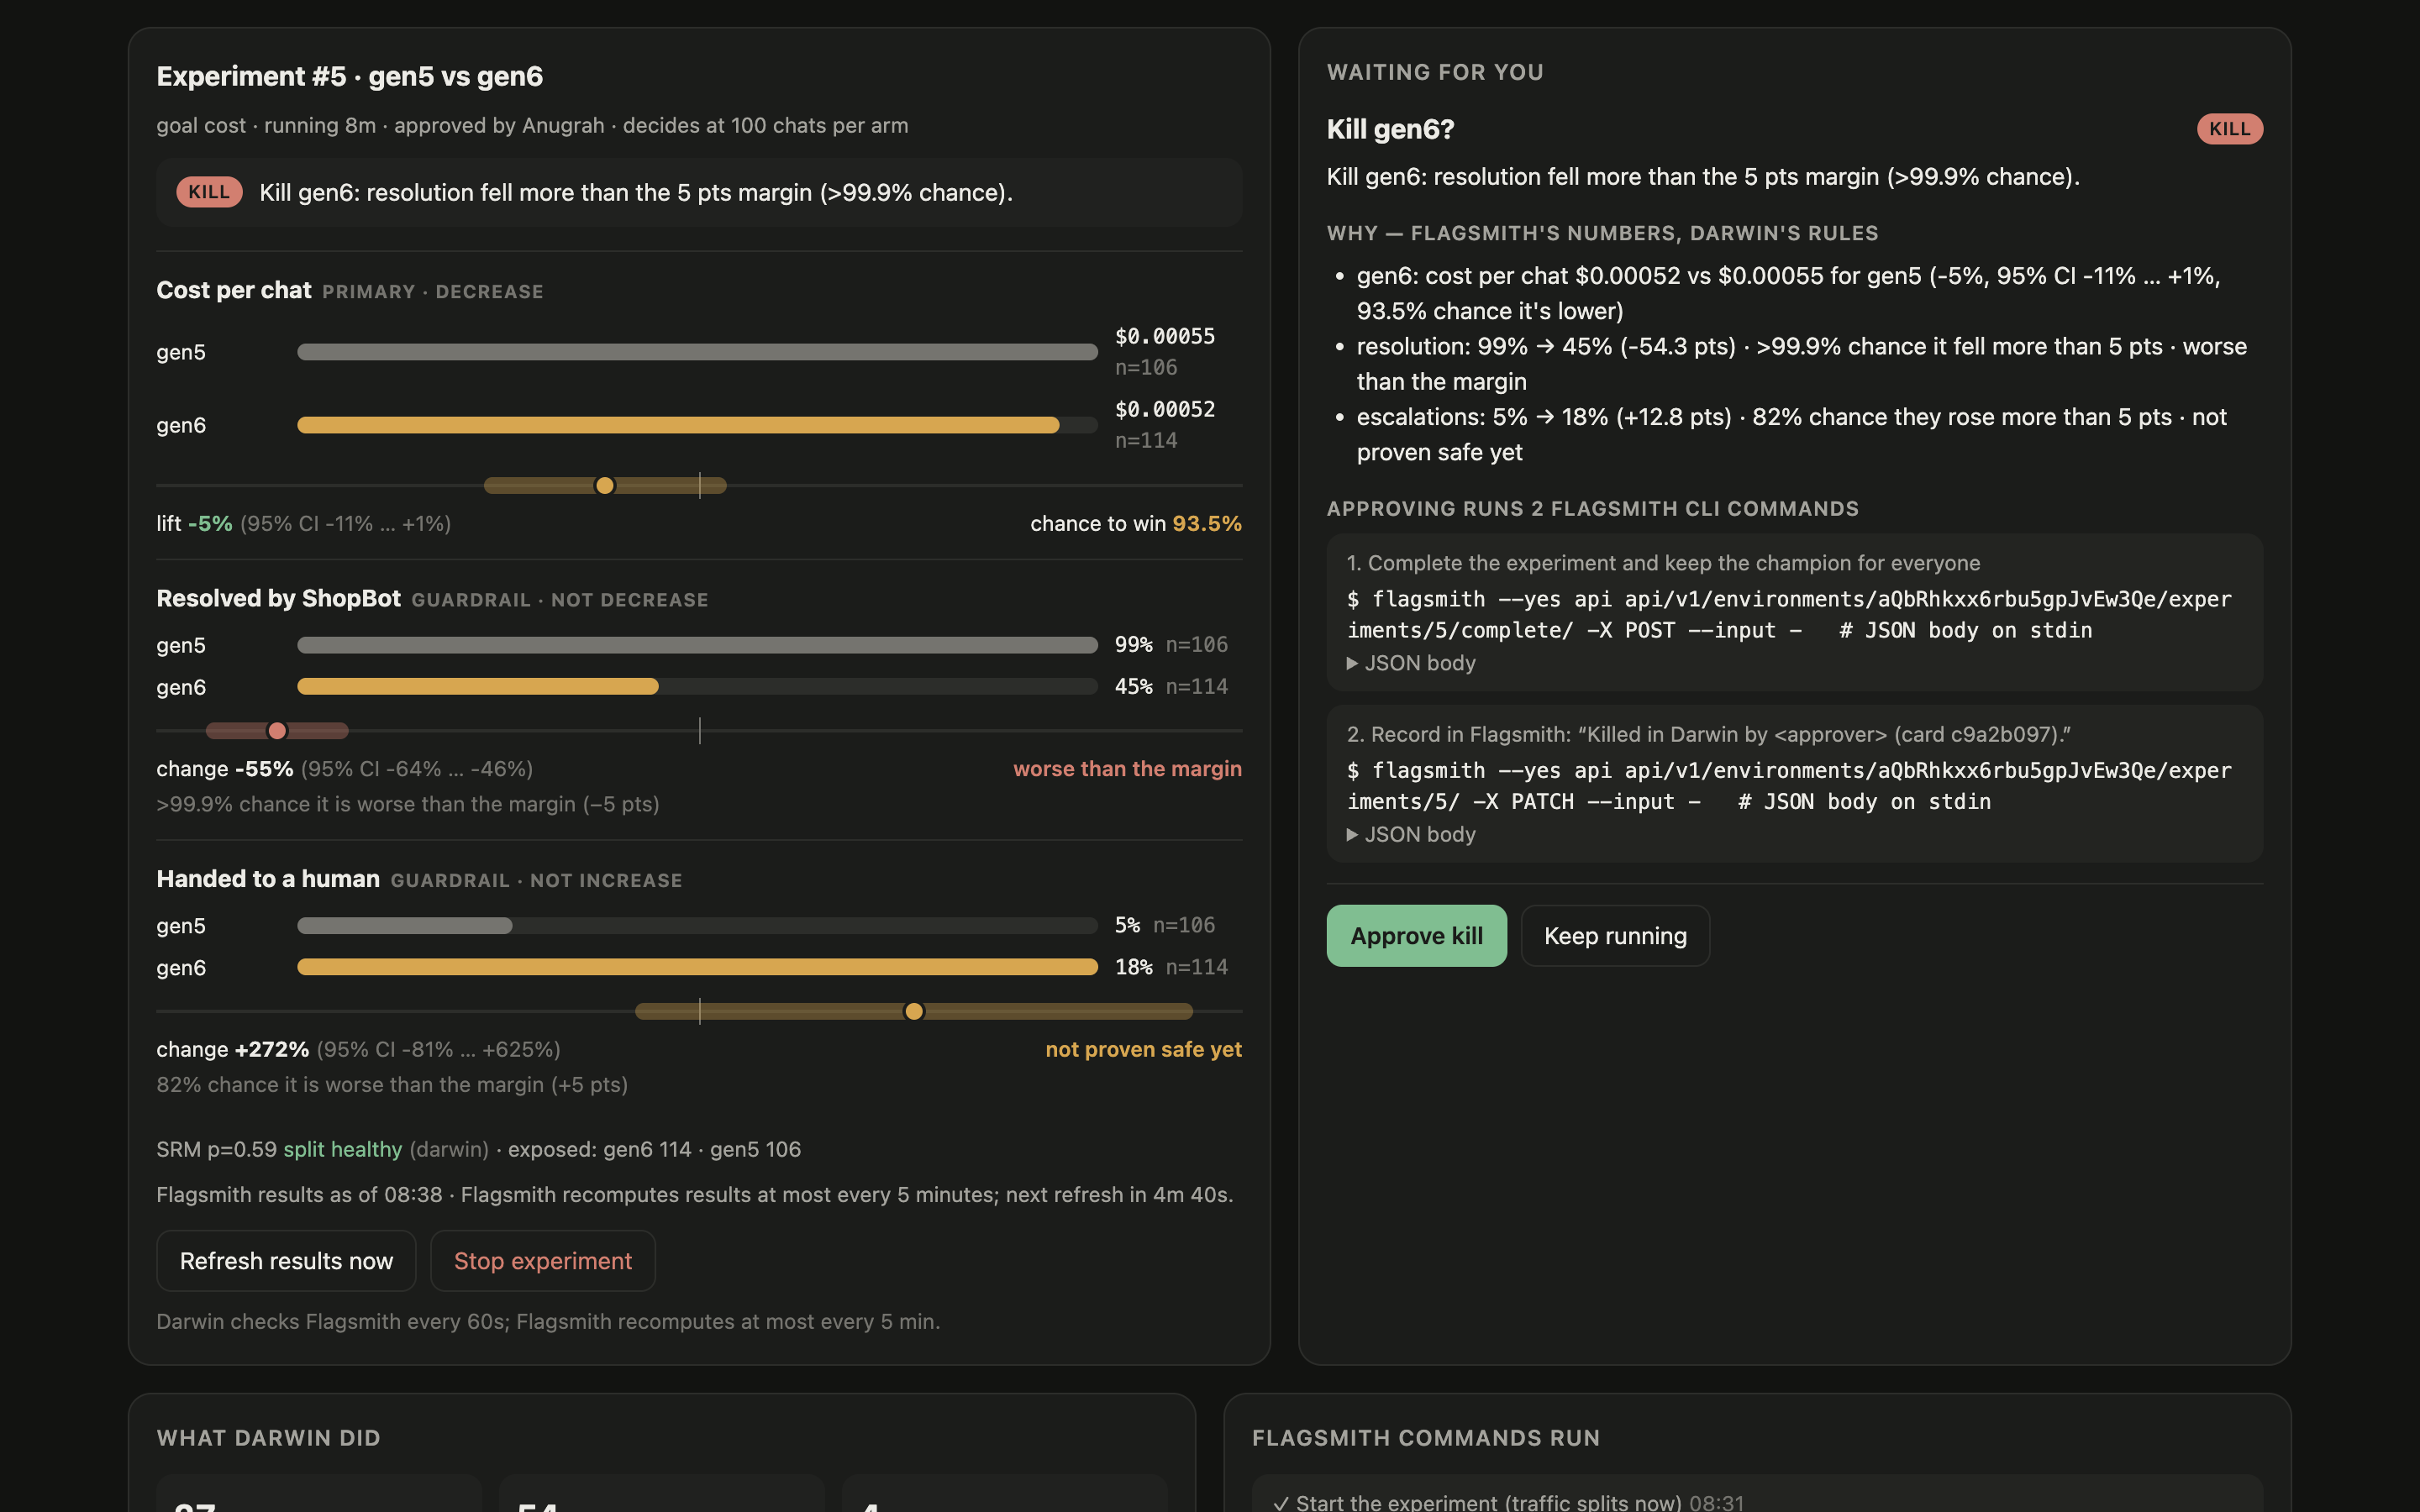 Experiment #5 · gen5 vs gen6
goal cost · running 8m · approved by Anugrah · decides at 100 chats per arm
KILL Kill gen6: resolution fell more than the 5 pts margin (>99.9% chance).
Cost per chat PRIMARY · DECREASE
gen5 $0.00055
n=106
gen6 $0.00052
n=114
lift -5% (95% CI -11% … +1%) chance to win 93.5%
Resolved by ShopBot GUARDRAIL · NOT DECREASE
gen5 99% n=106
gen6 45% n=114
change -55% (95% CI -64% … -46%) worse than the margin
>99.9% chance it is worse than the margin (−5 pts)
Handed to a human GUARDRAIL · NOT INCREASE
gen5 5% n=106
gen6 18% n=114
change +272% (95% CI -81% … +625%) not proven safe yet
82% chance it is worse than the margin (+5 pts)
SRM p=0.59 split healthy (darwin) · exposed: gen6 114 · gen5 106
Flagsmith results as of 08:38 · Flagsmith recomputes results at most every 5 minutes; next refresh in 4m 40s.
Refresh results now Stop experiment
Darwin checks Flagsmith every 60s; Flagsmith recomputes at most every 5 min.
WAITING FOR YOU
Kill gen6? KILL
Kill gen6: resolution fell more than the 5 pts margin (>99.9% chance).
WHY — FLAGSMITH'S NUMBERS, DARWIN'S RULES
• gen6: cost per chat $0.00052 vs $0.00055 for gen5 (-5%, 95% CI -11% … +1%,
93.5% chance it's lower)
• resolution: 99% → 45% (-54.3 pts) · >99.9% chance it fell more than 5 pts · worse
than the margin
• escalations: 5% → 18% (+12.8 pts) · 82% chance they rose more than 5 pts · not
proven safe yet
APPROVING RUNS 2 FLAGSMITH CLI COMMANDS
1. Complete the experiment and keep the champion for everyone
$ flagsmith --yes api api/v1/environments/aQbRhkxx6rbu5gpJvEw3Qe/exper
iments/5/complete/ -X POST --input - # JSON body on stdin
▶ JSON body
2. Record in Flagsmith: “Killed in Darwin by <approver> (card c9a2b097).”
$ flagsmith --yes api api/v1/environments/aQbRhkxx6rbu5gpJvEw3Qe/exper
iments/5/ -X PATCH --input - # JSON body on stdin
▶ JSON body
Approve kill Keep running
WHAT DARWIN DID
FLAGSMITH COMMANDS RUN
✓ Start the experiment (traffic splits now) 08:31